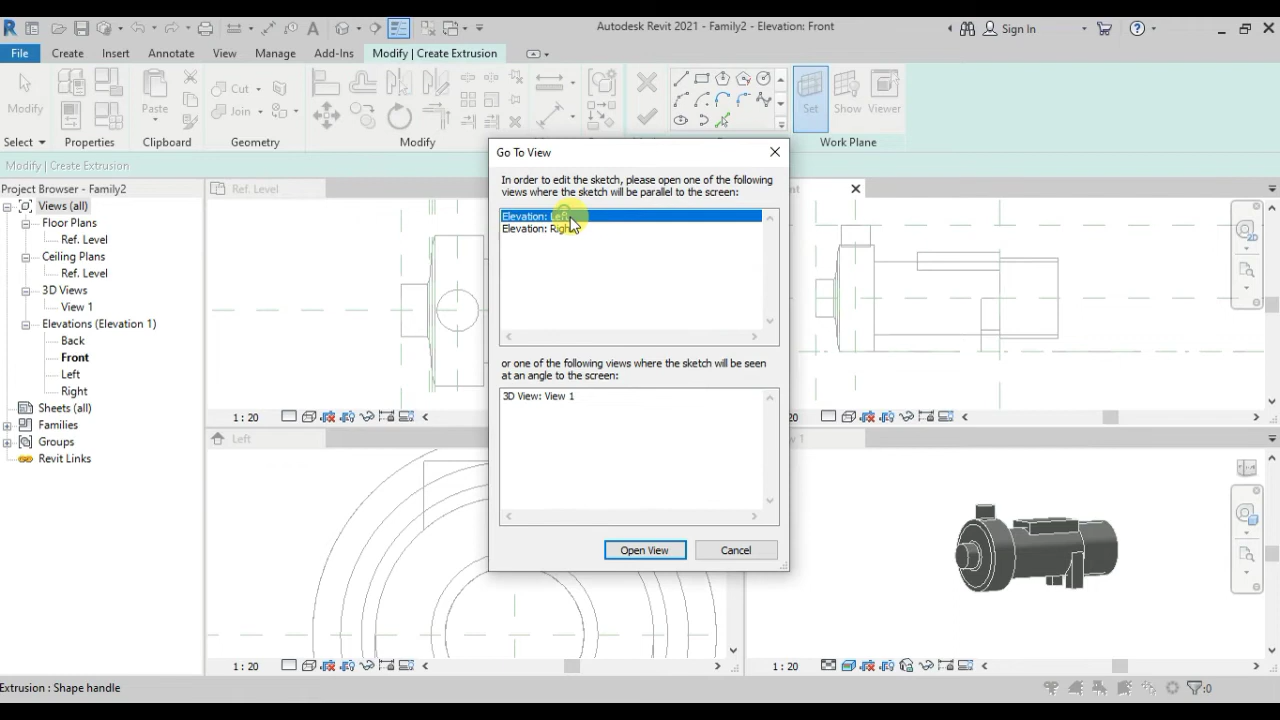 Autodesk Revit 2021 - Family2 - Elevation: Front
Sign In
File Create Insert Annotate View Manage Add-Ins Modify | Create Extrusion
Modify
Paste
Cut
Join
Set Show Viewer
Select Properties Clipboard Geometry Modify Work Plane
Modify | Create Extrusion
Project Browser - Family2
Views (all)
Floor Plans
Ref. Level
Ceiling Plans
Ref. Level
3D Views
View 1
Elevations (Elevation 1)
Back
Front
Left
Right
Sheets (all)
Families
Groups
Revit Links
Ref. Level
1 : 20
Left
1 : 20
1 : 20
Go To View
In order to edit the sketch, please open one of the following
views where the sketch will be parallel to the screen:
Elevation: Left
Elevation: Right
or one of the following views where the sketch will be seen
at an angle to the screen:
3D View: View 1
Open View Cancel
Extrusion : Shape handle
:0